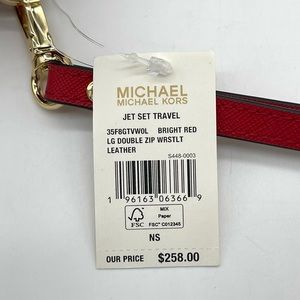 MICHAEL
MICHAEL KORS
JET SET TRAVEL
35F8GTVW0L BRIGHT RED
LG DOUBLE ZIP WRSTLT
LEATHER
S448-0003
1 96163 06366 9
FSC
MIX
Paper
FSC® C012345
NS
OUR PRICE $258.00